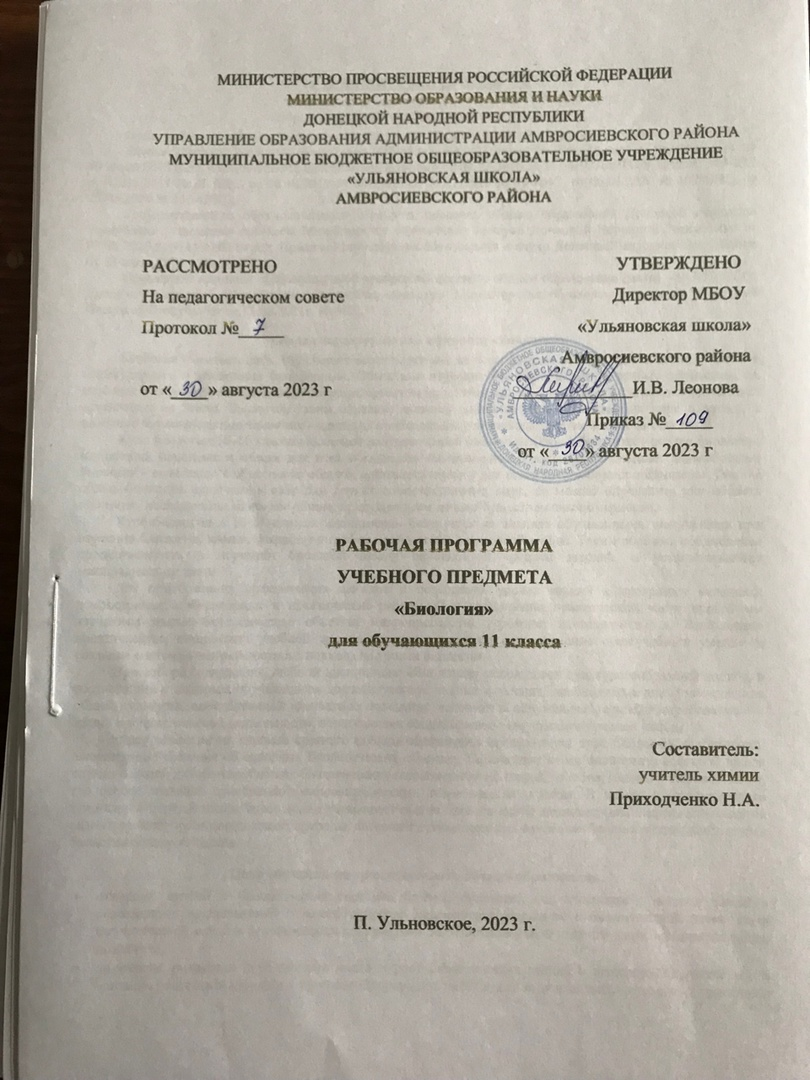 МИНИСТЕРСТВО ПРОСВЕЩЕНИЯ РОССИЙСКОЙ ФЕДЕРАЦИИ
МИНИСТЕРСТВО ОБРАЗОВАНИЯ И НАУКИ
ДОНЕЦКОЙ НАРОДНОЙ РЕСПУБЛИКИ
УПРАВЛЕНИЕ ОБРАЗОВАНИЯ АДМИНИСТРАЦИИ АМВРОСИЕВСКОГО РАЙОНА
МУНИЦИПАЛЬНОЕ БЮДЖЕТНОЕ ОБЩЕОБРАЗОВАТЕЛЬНОЕ УЧРЕЖДЕНИЕ
«УЛЬЯНОВСКАЯ ШКОЛА»
АМВРОСИЕВСКОГО РАЙОНА
РАССМОТРЕНО
На педагогическом совете
Протокол № 7
от «30» августа 2023 г
УТВЕРЖДЕНО
Директор МБОУ
«Ульяновская школа»
Амвросиевского района
И.В. Леонова
Приказ № 109
от «30» августа 2023 г
РАБОЧАЯ ПРОГРАММА
УЧЕБНОГО ПРЕДМЕТА
«Биология»
для обучающихся 11 класса
Составитель:
учитель химии
Приходченко Н.А.
П. Ульновское, 2023 г.